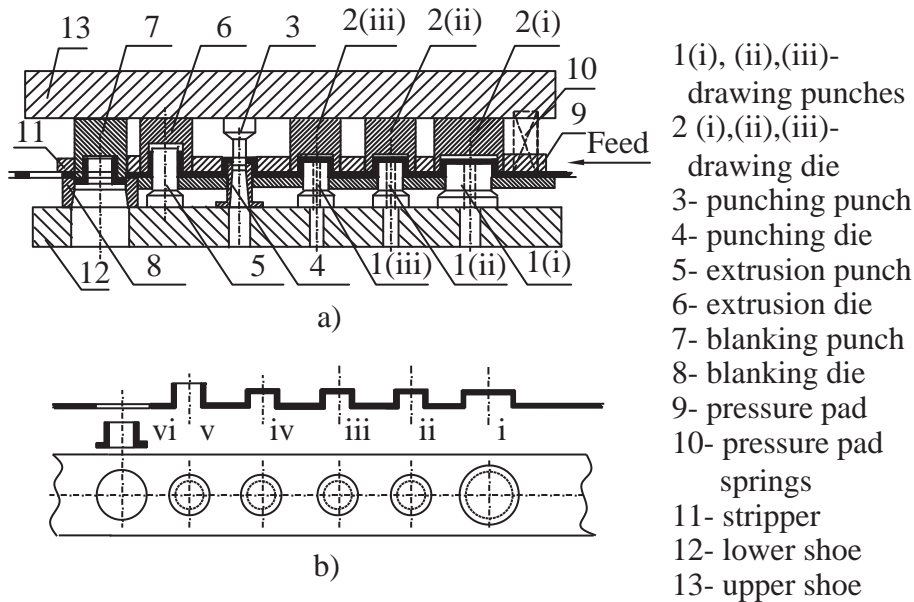 13 7 6 3 2(iii) 2(ii) 2(i)
10
9
11
Feed
12 8 5 4 1(iii) 1(ii) 1(i)
a)
vi v iv iii ii i
b)
1(i), (ii),(iii)-
drawing punches
2 (i),(ii),(iii)-
drawing die
3- punching punch
4- punching die
5- extrusion punch
6- extrusion die
7- blanking punch
8- blanking die
9- pressure pad
10- pressure pad
springs
11- stripper
12- lower shoe
13- upper shoe